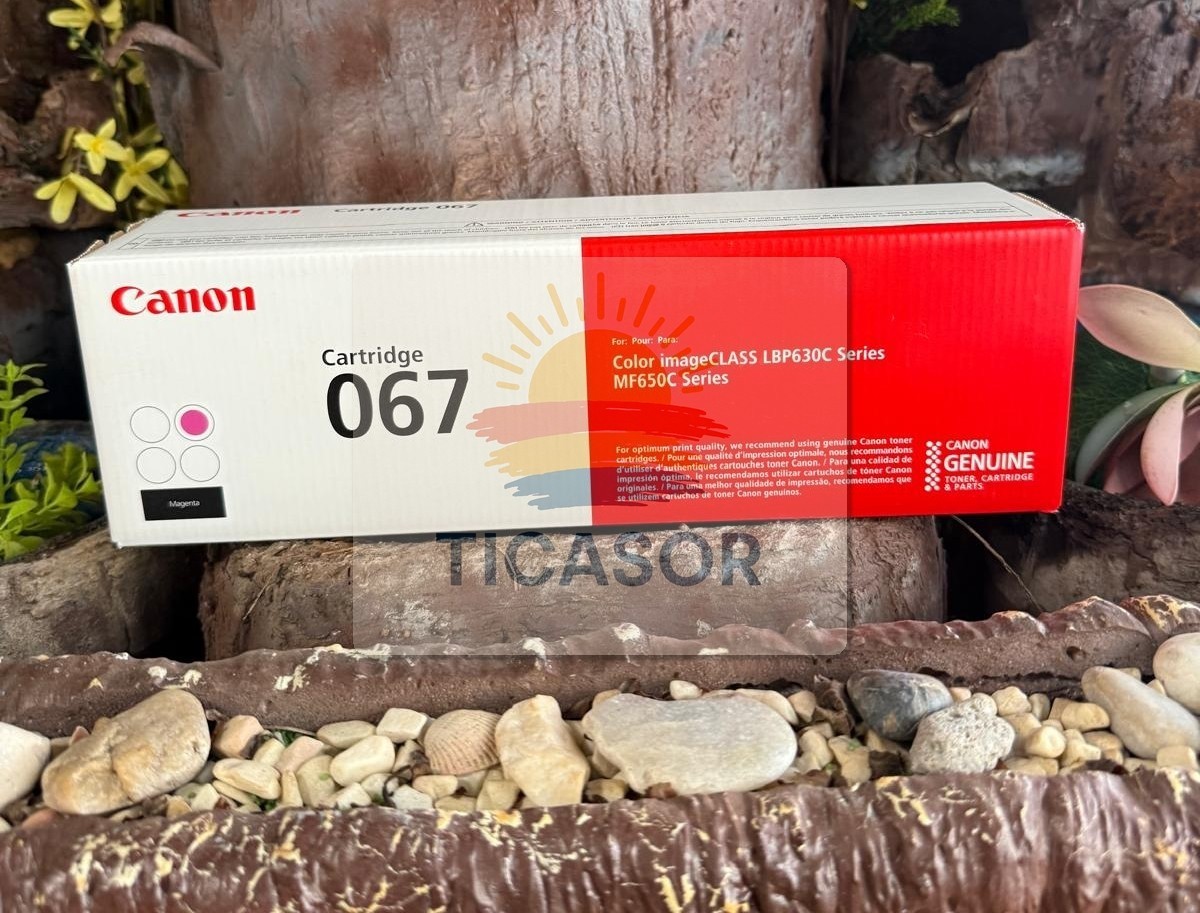 Canon Cartridge 067
Canon
Cartridge
067
Magenta
For: Pour: Para:
Color imageCLASS LBP630C Series
MF650C Series
For optimum print quality, we recommend using genuine Canon toner
cartridges. / Pour une qualité d'impression optimale, nous recommandons
d'utiliser d'authentiques cartouches toner Canon. / Para una calidad de
impresión óptima, le recomendamos utilizar cartuchos de tóner Canon
originales. / Para uma melhor qualidade de impressão, recomendamos que
se utilizem cartuchos de toner Canon genuínos.
CANON
GENUINE
TONER, CARTRIDGE
& PARTS
TICASOR